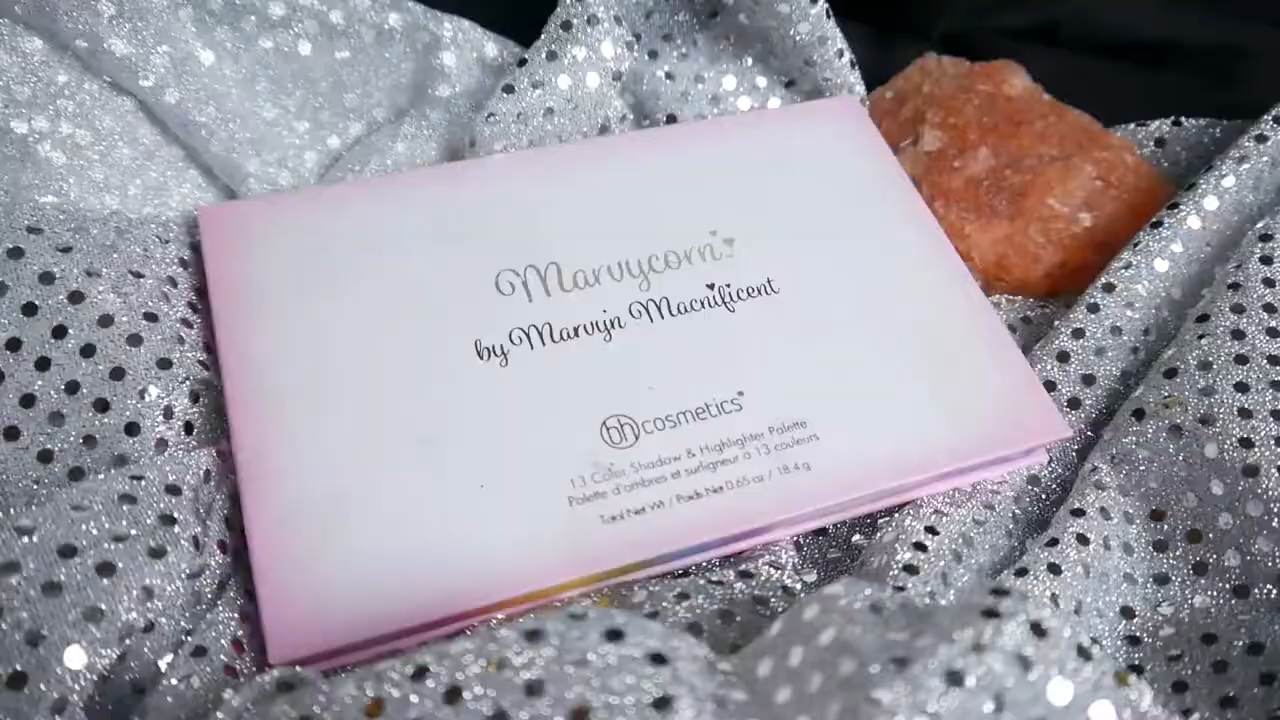 Marvycorn
by Marvyn Macnificent
bh cosmetics®
13 Color Shadow & Highlighter Palette
Palette d'ombres et surligneur à 13 couleurs
Total Net Wt / Poids Net 0.65 oz / 18.4 g